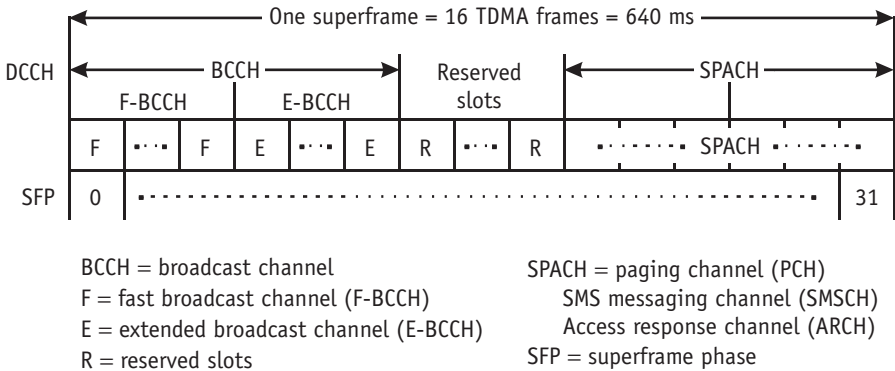 One superframe = 16 TDMA frames = 640 ms
DCCH BCCH Reserved slots SPACH
F-BCCH E-BCCH
F F E E R R SPACH
SFP 0 31
BCCH = broadcast channel
F = fast broadcast channel (F-BCCH)
E = extended broadcast channel (E-BCCH)
R = reserved slots
SPACH = paging channel (PCH)
SMS messaging channel (SMSCH)
Access response channel (ARCH)
SFP = superframe phase